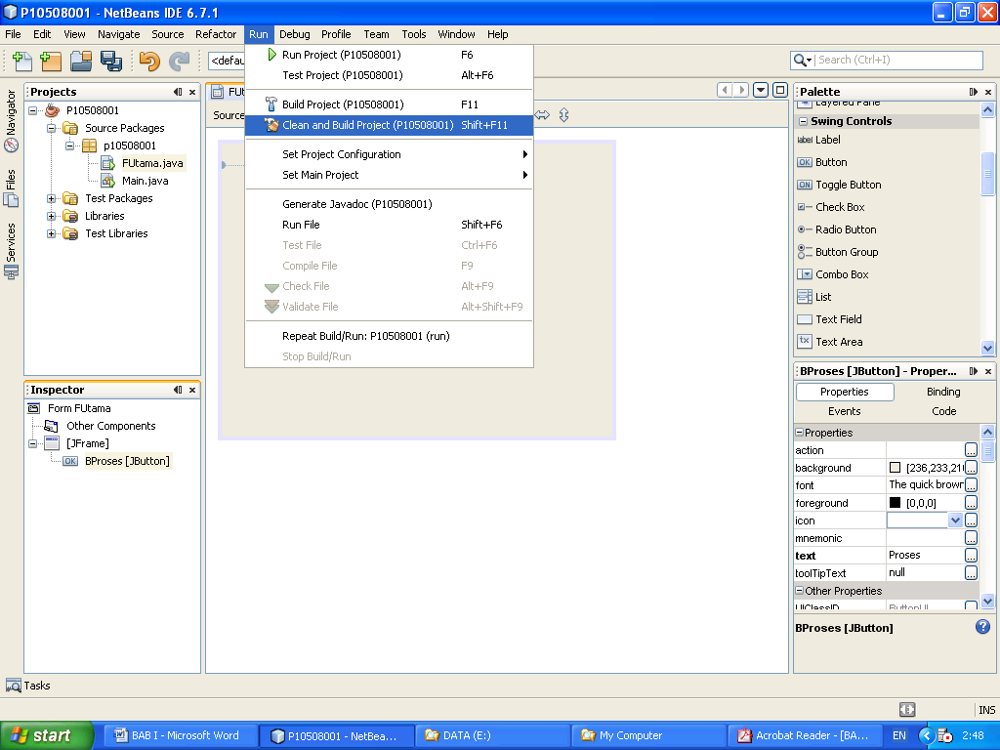 P10508001 - NetBeans IDE 6.7.1
File Edit View Navigate Source Refactor Run Debug Profile Team Tools Window Help
<defau
Search (Ctrl+I)
Run Project (P10508001) F6
Test Project (P10508001) Alt+F6
Build Project (P10508001) F11
Clean and Build Project (P10508001) Shift+F11
Set Project Configuration
Set Main Project
Generate Javadoc (P10508001)
Run File Shift+F6
Test File Ctrl+F6
Compile File F9
Check File Alt+F9
Validate File Alt+Shift+F9
Repeat Build/Run: P10508001 (run)
Stop Build/Run
Navigator
Files
Services
Projects
P10508001
Source Packages
p10508001
FUtama.java
Main.java
Test Packages
Libraries
Test Libraries
Inspector
Form FUtama
Other Components
[JFrame]
OK BProses [JButton]
FUt
Source
Palette
Layered Pane
Swing Controls
label Label
OK Button
ON Toggle Button
Check Box
Radio Button
Button Group
Combo Box
List
Text Field
Text Area
BProses [JButton] - Proper...
Properties Binding
Events Code
Properties
action ...
background [236,233,216 ...
font The quick brown ...
foreground [0,0,0] ...
icon ...
mnemonic ...
text Proses ...
toolTipText null ...
Other Properties
UIClassID ButtonUI
BProses [JButton]
Tasks
INS
start
BAB I - Microsoft Word
P10508001 - NetBea...
DATA (E:)
My Computer
Acrobat Reader - [BA...
EN
2:48